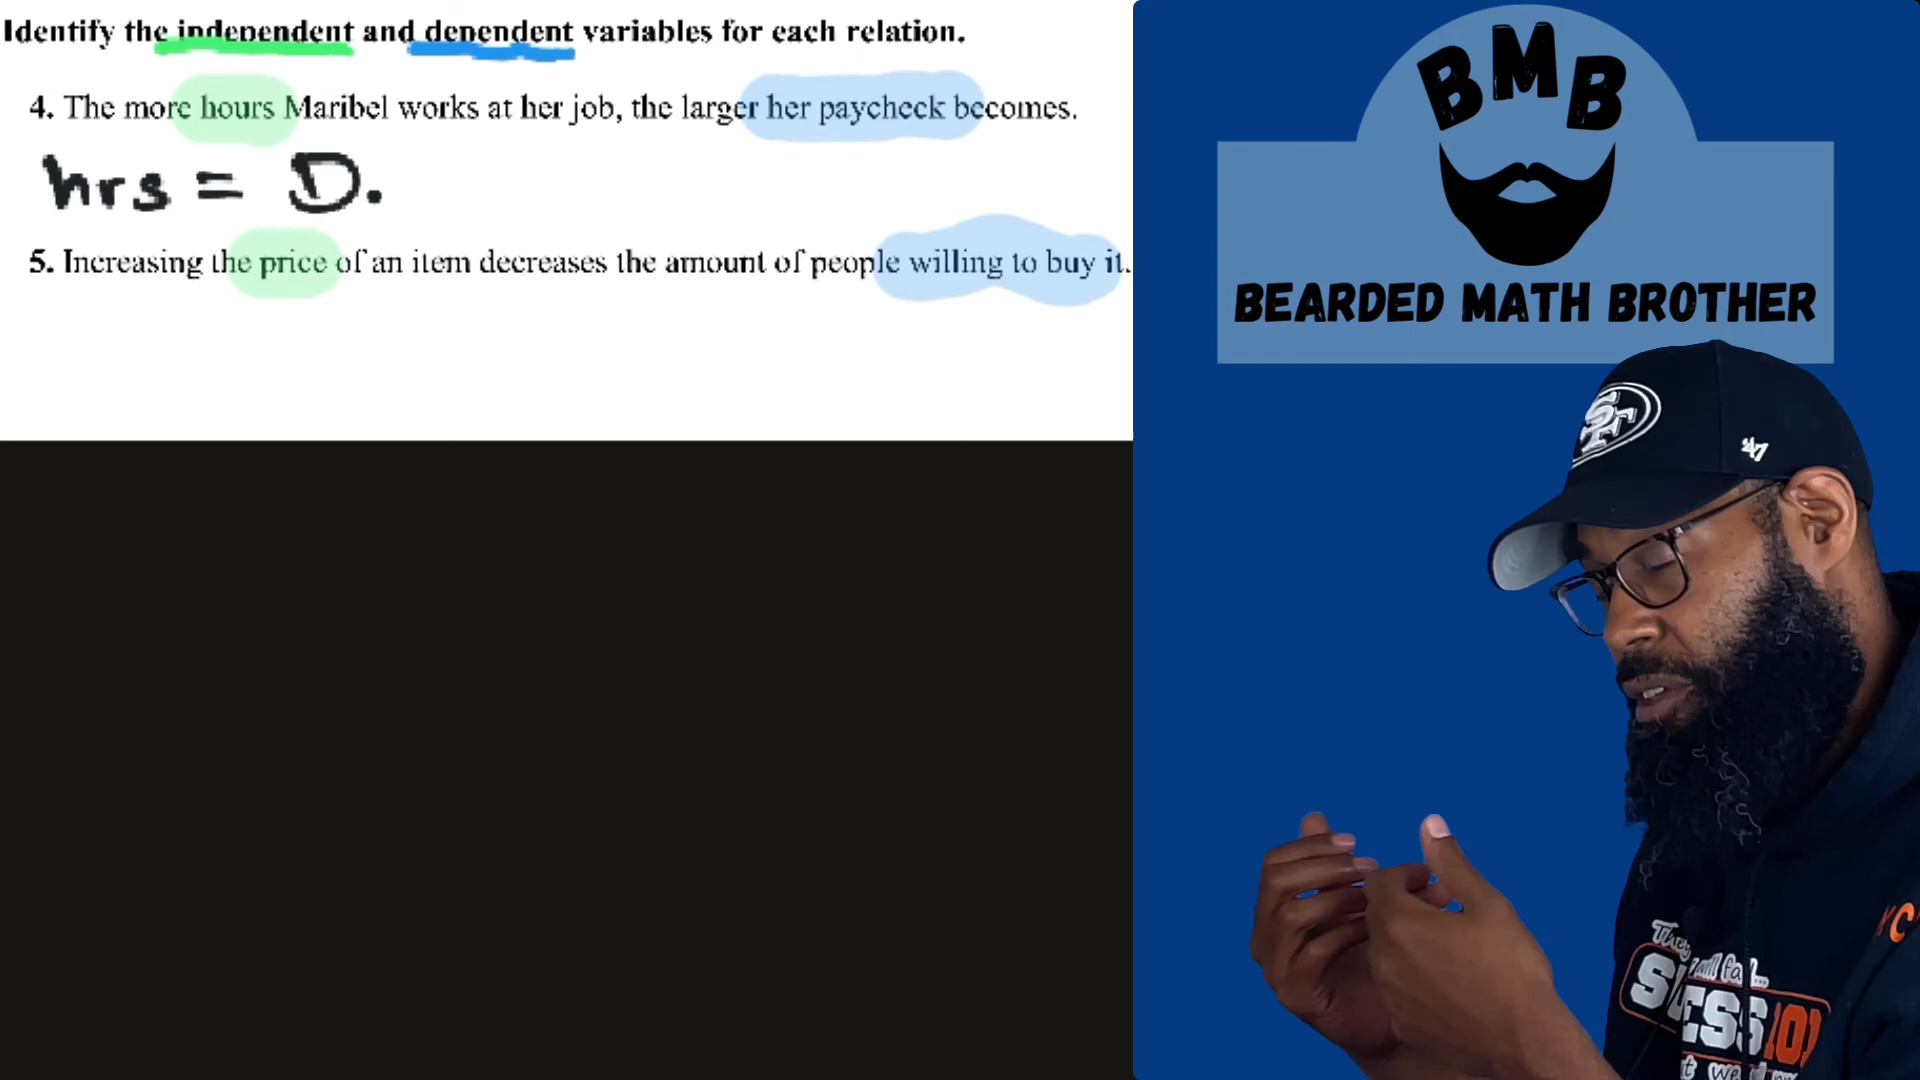 Identify the independent and dependent variables for each relation.
4. The more hours Maribel works at her job, the larger her paycheck becomes.
hrs = D.
5. Increasing the price of an item decreases the amount of people willing to buy it.
BMB
BEARDED MATH BROTHER
SF
'47